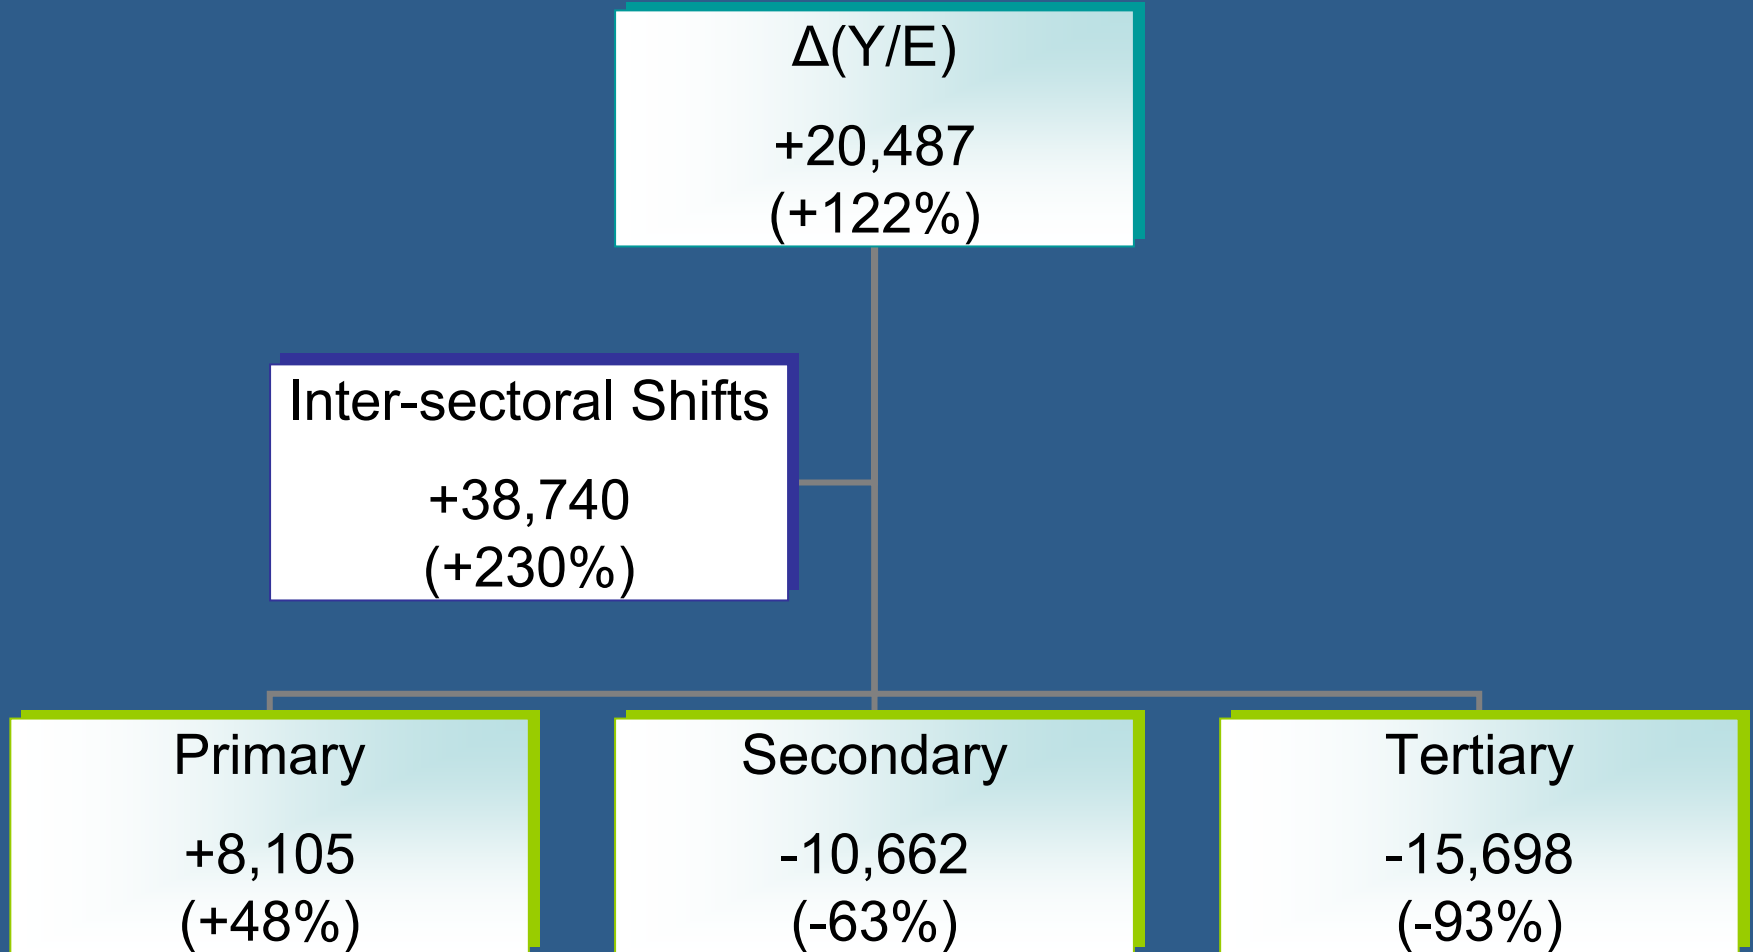 Δ(Y/E)
+20,487
(+122%)
Inter-sectoral Shifts
+38,740
(+230%)
Primary
+8,105
(+48%)
Secondary
-10,662
(-63%)
Tertiary
-15,698
(-93%)